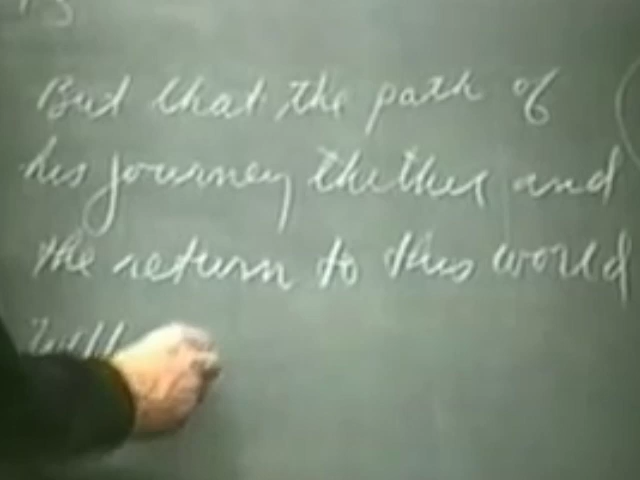 But that the path of
his journey thither and
the return to this world
will